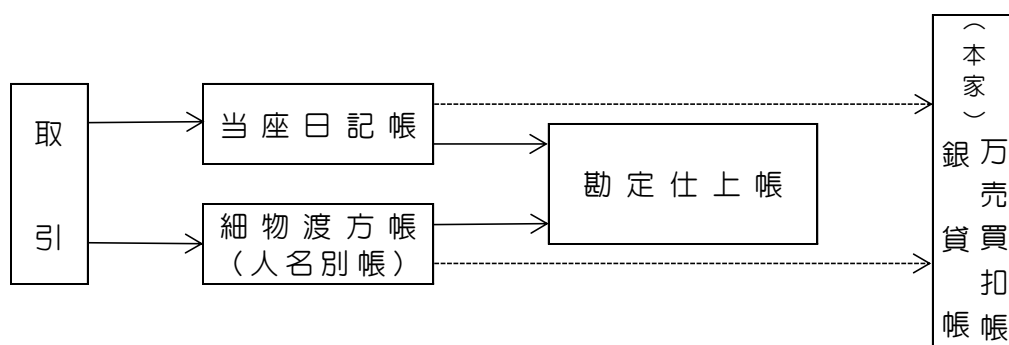 取引
当座日記帳
細物渡方帳
（人名別帳）
勘定仕上帳
（本家）
万売買扣帳
銀貸帳